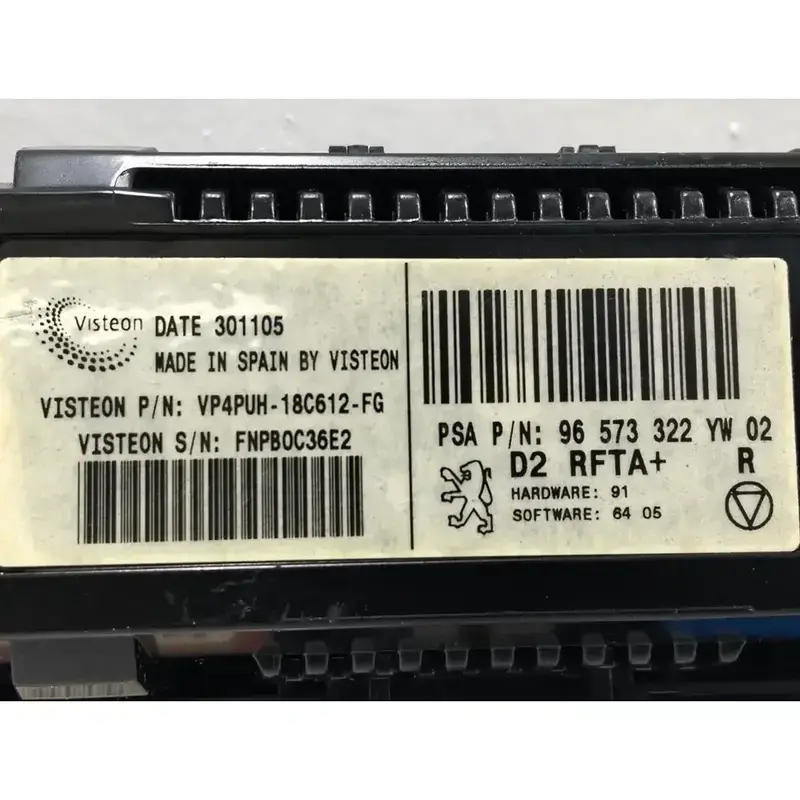 Visteon DATE 301105
MADE IN SPAIN BY VISTEON
VISTEON P/N: VP4PUH-18C612-FG
VISTEON S/N: FNPB0C36E2
PSA P/N: 96 573 322 YW 02
D2 RFTA+ R
HARDWARE: 91
SOFTWARE: 64 05